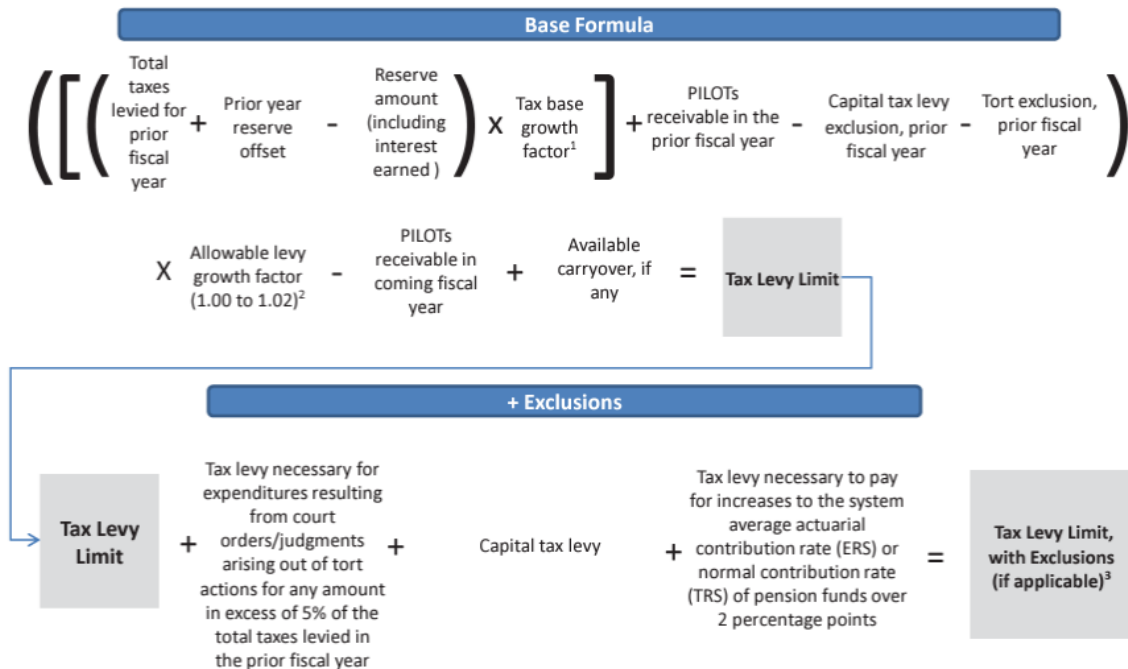 Base Formula
( [ (
Total
taxes
levied for
prior
fiscal
year
+
Prior year
reserve
offset
-
Reserve
amount
(including
interest
earned )
)
X
Tax base
growth
factor¹
]
+
PILOTs
receivable in the
prior fiscal year
-
Capital tax levy
exclusion, prior
fiscal year
-
Tort exclusion,
prior fiscal
year
)
X
Allowable levy
growth factor
(1.00 to 1.02)²
-
PILOTs
receivable in
coming fiscal
year
+
Available
carryover, if
any
=
Tax Levy Limit
+ Exclusions
Tax Levy
Limit
+
Tax levy necessary for
expenditures resulting
from court
orders/judgments
arising out of tort
actions for any amount
in excess of 5% of the
total taxes levied in
the prior fiscal year
+
Capital tax levy
+
Tax levy necessary to pay
for increases to the system
average actuarial
contribution rate (ERS) or
normal contribution rate
(TRS) of pension funds over
2 percentage points
=
Tax Levy Limit,
with Exclusions
(if applicable)³